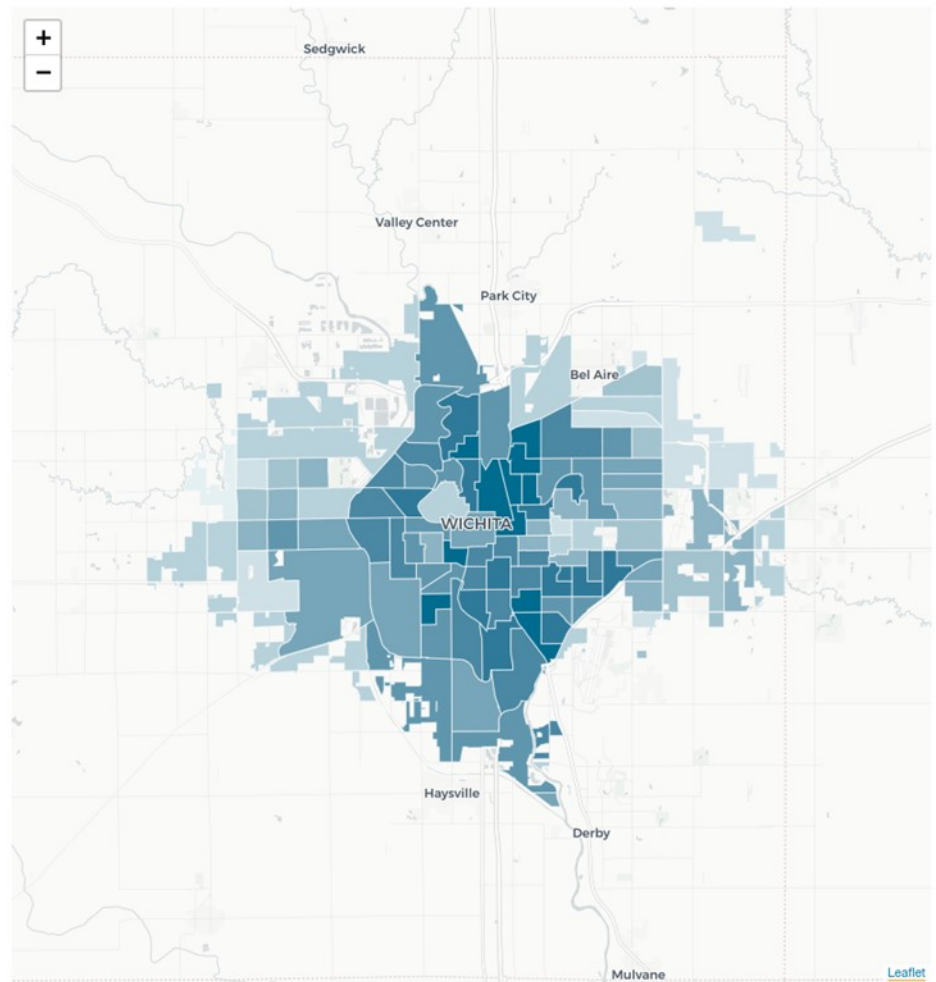 +
−
Sedgwick
Valley Center
Park City
Bel Aire
WICHITA
Haysville
Derby
Mulvane
Leaflet